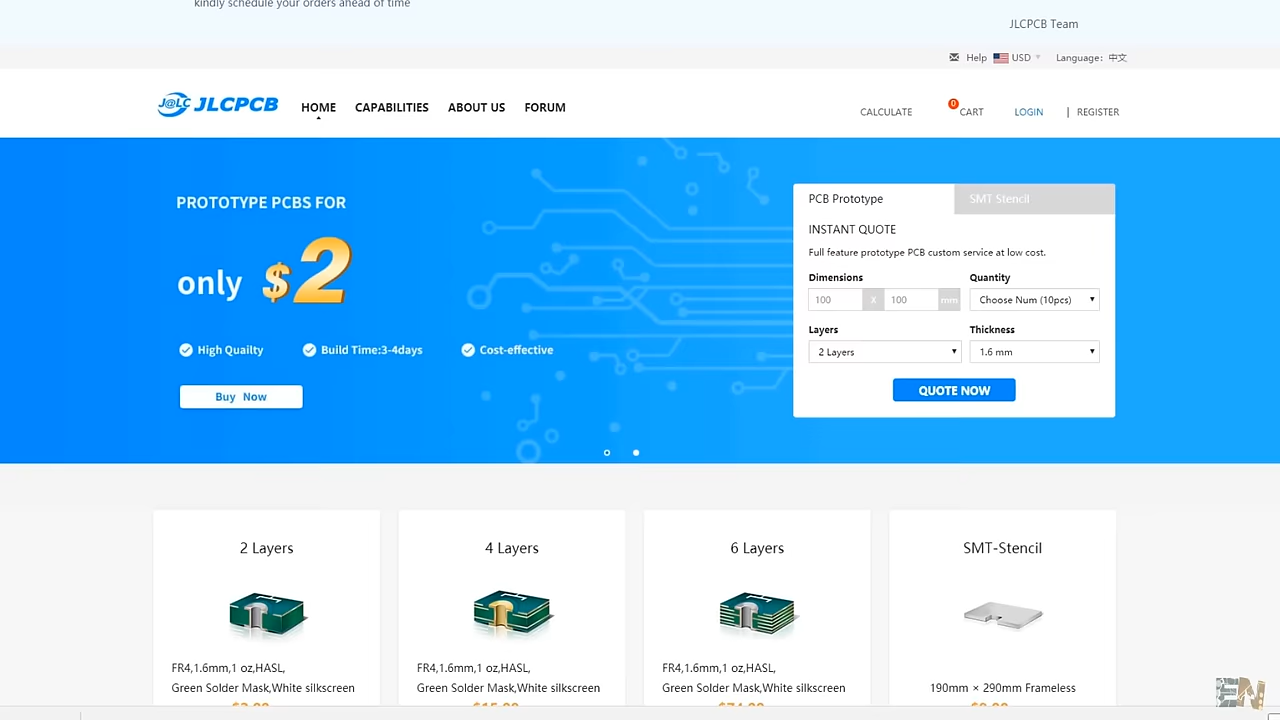 kindly schedule your orders ahead of time
JLCPCB Team
Help USD Language: 中文
J@LC JLCPCB HOME CAPABILITIES ABOUT US FORUM CALCULATE 0 CART LOGIN | REGISTER
PROTOTYPE PCBS FOR
only $2
High Quailty Build Time:3-4days Cost-effective
Buy Now
PCB Prototype SMT Stencil
INSTANT QUOTE
Full feature prototype PCB custom service at low cost.
Dimensions Quantity
100 X 100 mm Choose Num (10pcs)
Layers Thickness
2 Layers 1.6 mm
QUOTE NOW
2 Layers
FR4,1.6mm,1 oz,HASL,
Green Solder Mask,White silkscreen
4 Layers
FR4,1.6mm,1 oz,HASL,
Green Solder Mask,White silkscreen
6 Layers
FR4,1.6mm,1 oz,HASL,
Green Solder Mask,White silkscreen
SMT-Stencil
190mm × 290mm Frameless
EN